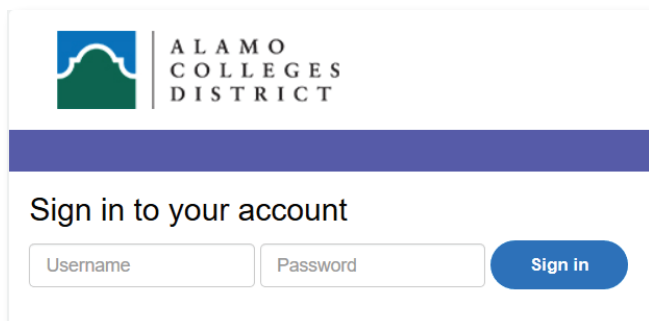 ALAMO
COLLEGES
DISTRICT
Sign in to your account
Username Password Sign in